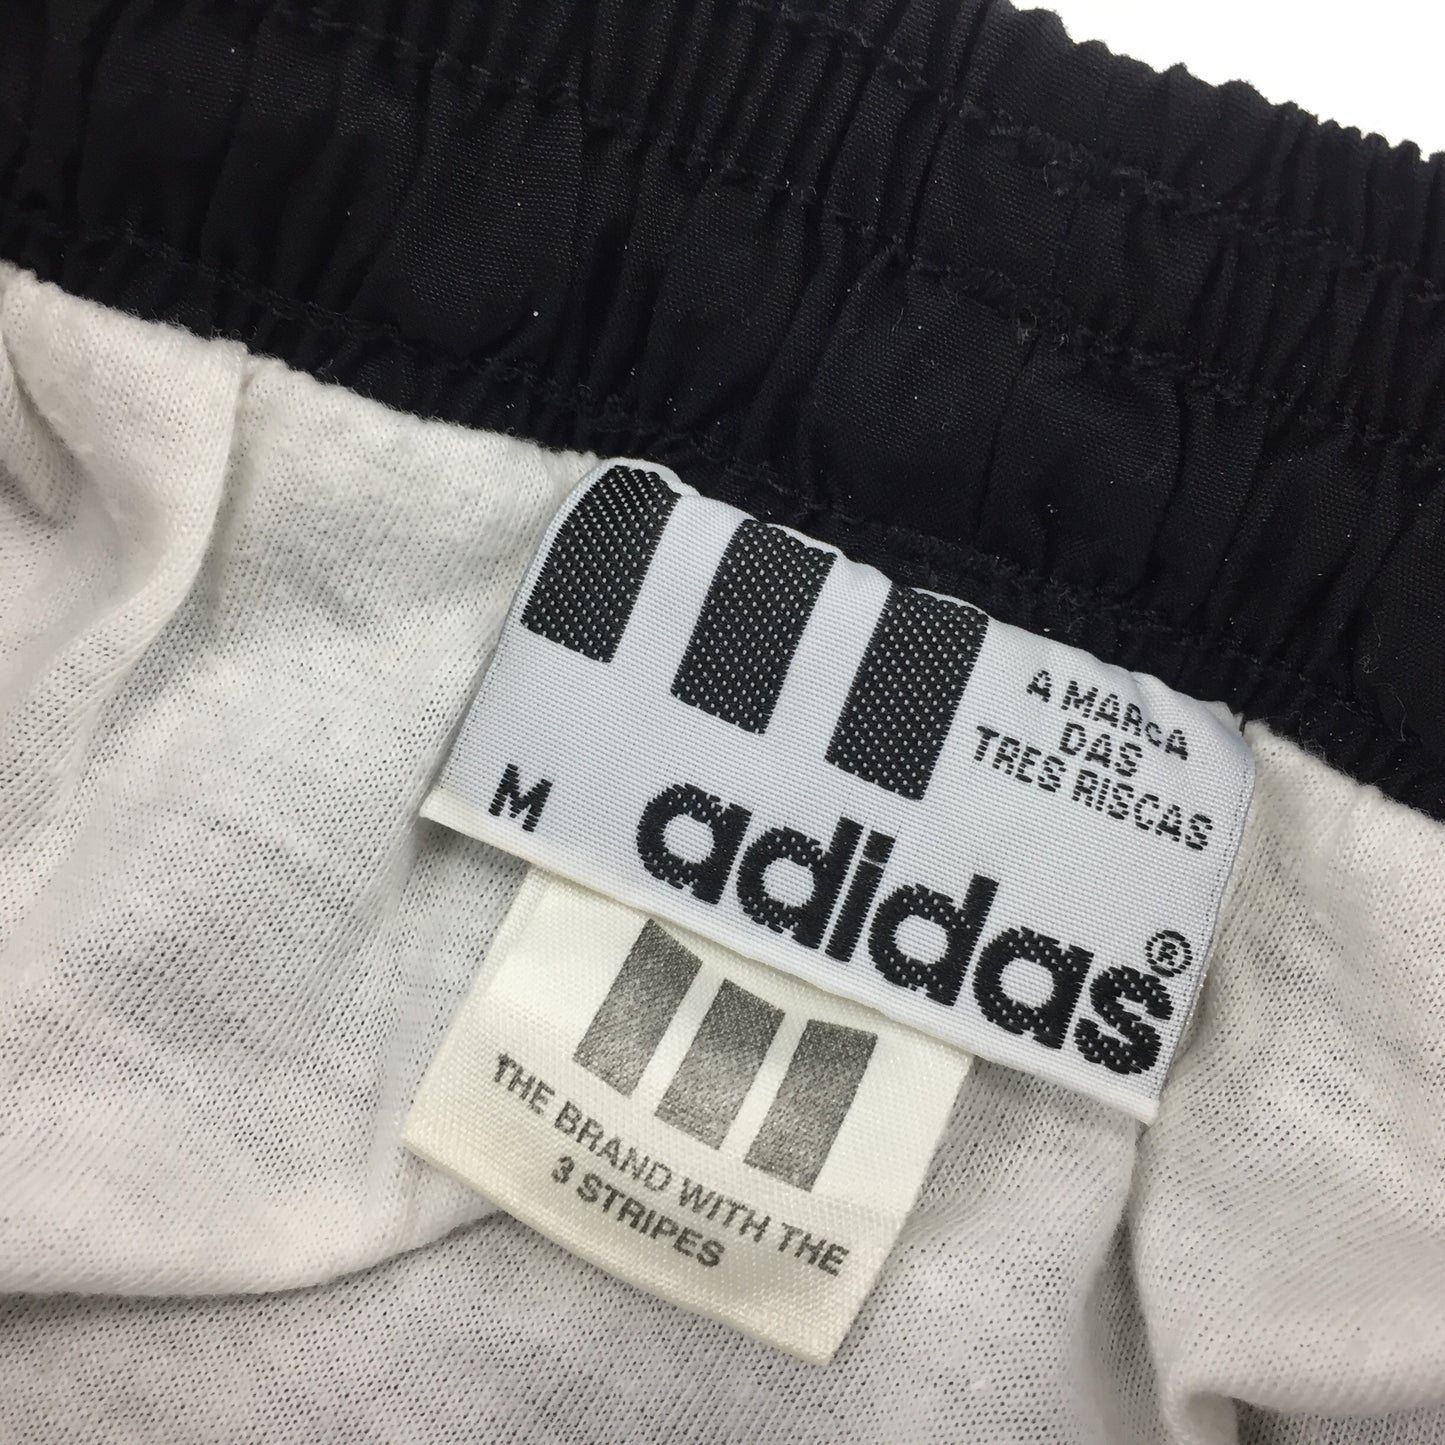 A MARCA
DAS
TRES RISCAS
M
adidas®
THE BRAND WITH THE
3 STRIPES